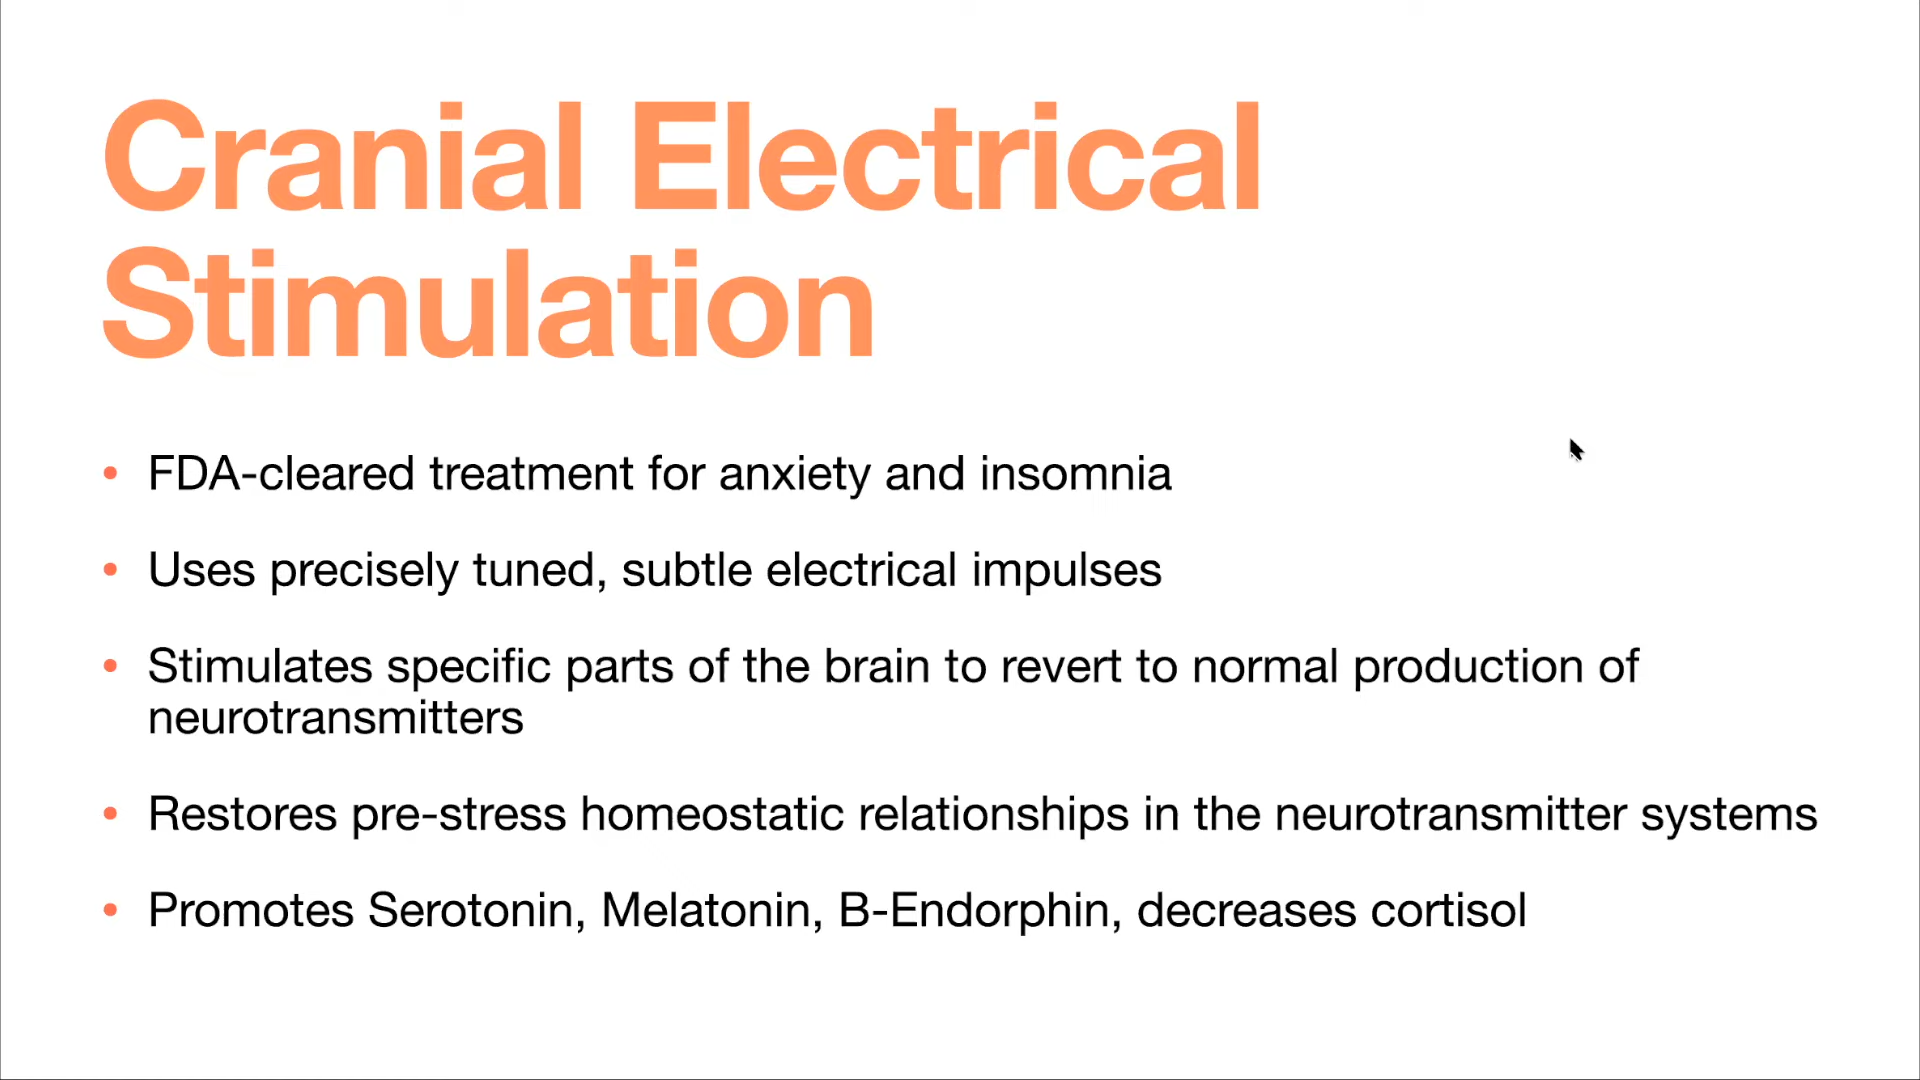 Cranial Electrical
Stimulation
• FDA-cleared treatment for anxiety and insomnia
• Uses precisely tuned, subtle electrical impulses
• Stimulates specific parts of the brain to revert to normal production of
neurotransmitters
• Restores pre-stress homeostatic relationships in the neurotransmitter systems
• Promotes Serotonin, Melatonin, B-Endorphin, decreases cortisol